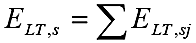 E_{LT,s} = ∑ E_{LT,sj}